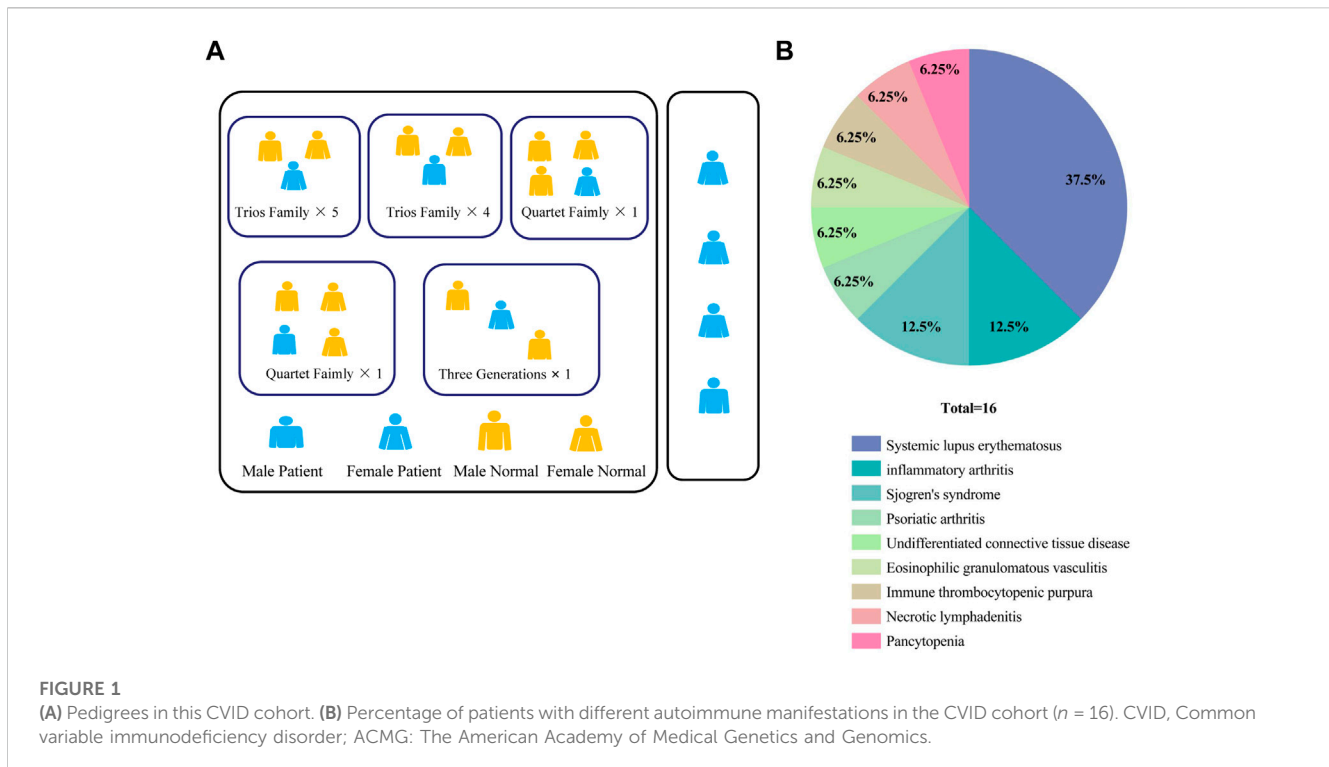 A
Trios Family × 5
Trios Family × 4
Quartet Faimly × 1
Quartet Faimly × 1
Three Generations × 1
Male Patient
Female Patient
Male Normal
Female Normal
B
6.25%
6.25%
6.25%
6.25%
6.25%
6.25%
12.5%
12.5%
37.5%
Total=16
Systemic lupus erythematosus
inflammatory arthritis
Sjogren's syndrome
Psoriatic arthritis
Undifferentiated connective tissue disease
Eosinophilic granulomatous vasculitis
Immune thrombocytopenic purpura
Necrotic lymphadenitis
Pancytopenia
FIGURE 1
(A) Pedigrees in this CVID cohort. (B) Percentage of patients with different autoimmune manifestations in the CVID cohort (n = 16). CVID, Common
variable immunodeficiency disorder; ACMG: The American Academy of Medical Genetics and Genomics.